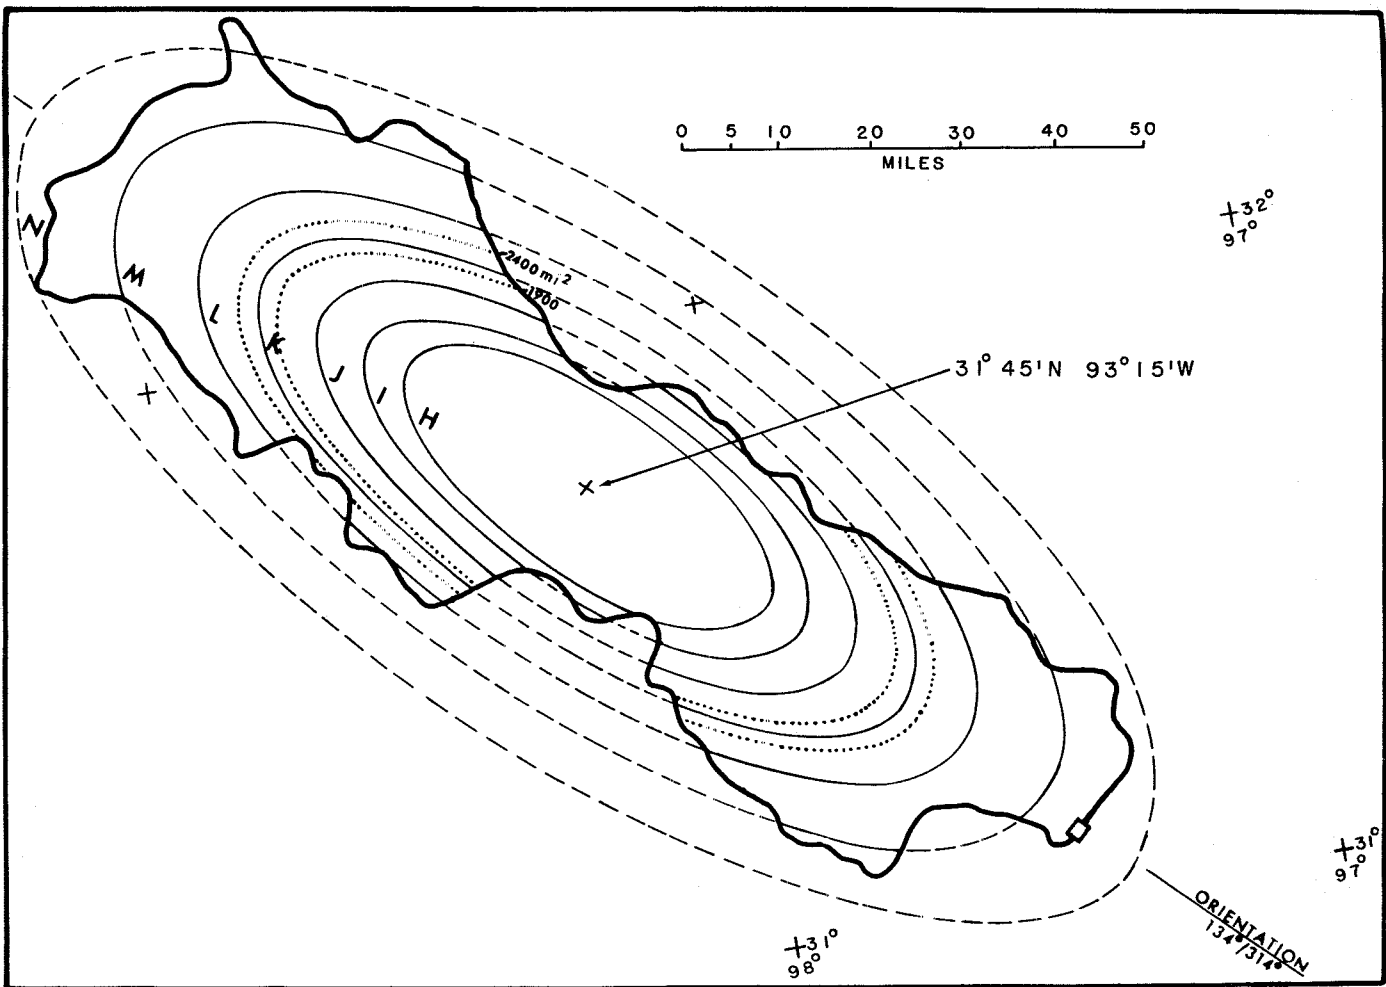 0 5 10 20 30 40 50
MILES
+32°
97°
N
M
L
K
J
I
H
2400 mi²
1900
31° 45'N 93° 15'W
+31°
97°
ORIENTATION
134°/314°
+31°
98°